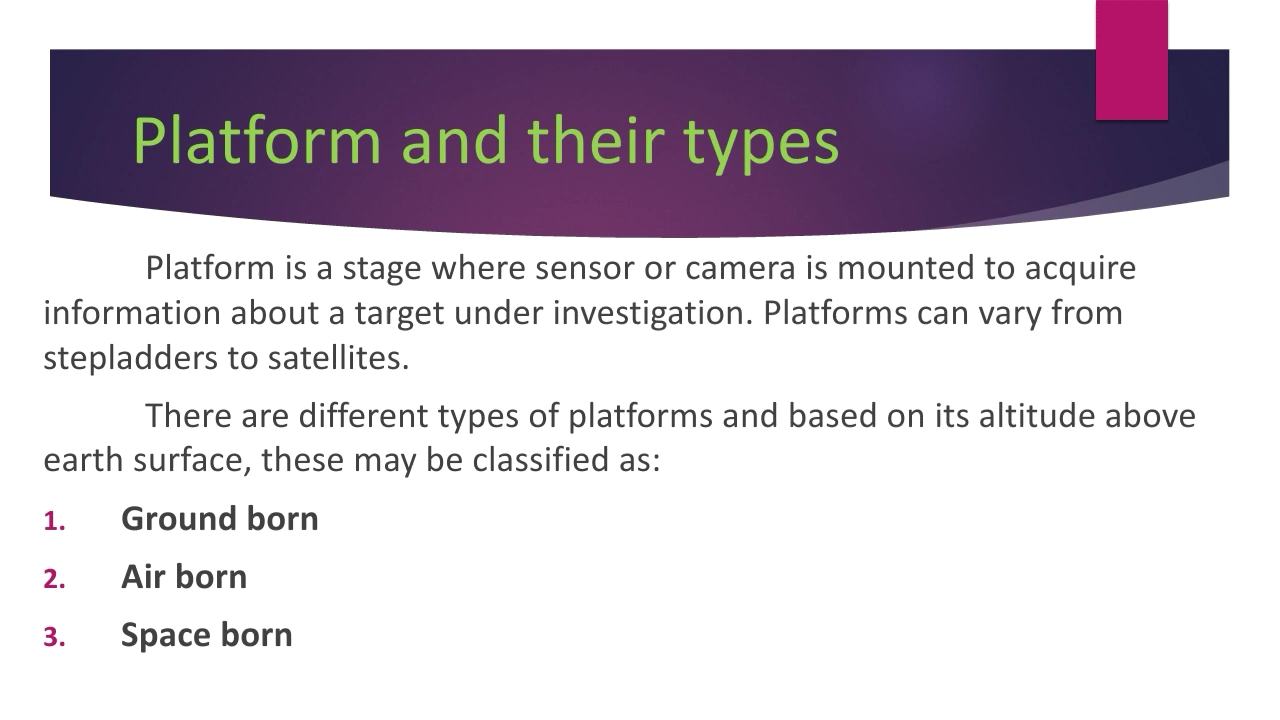 Platform and their types
Platform is a stage where sensor or camera is mounted to acquire
information about a target under investigation. Platforms can vary from
stepladders to satellites.
There are different types of platforms and based on its altitude above
earth surface, these may be classified as:
1. Ground born
2. Air born
3. Space born